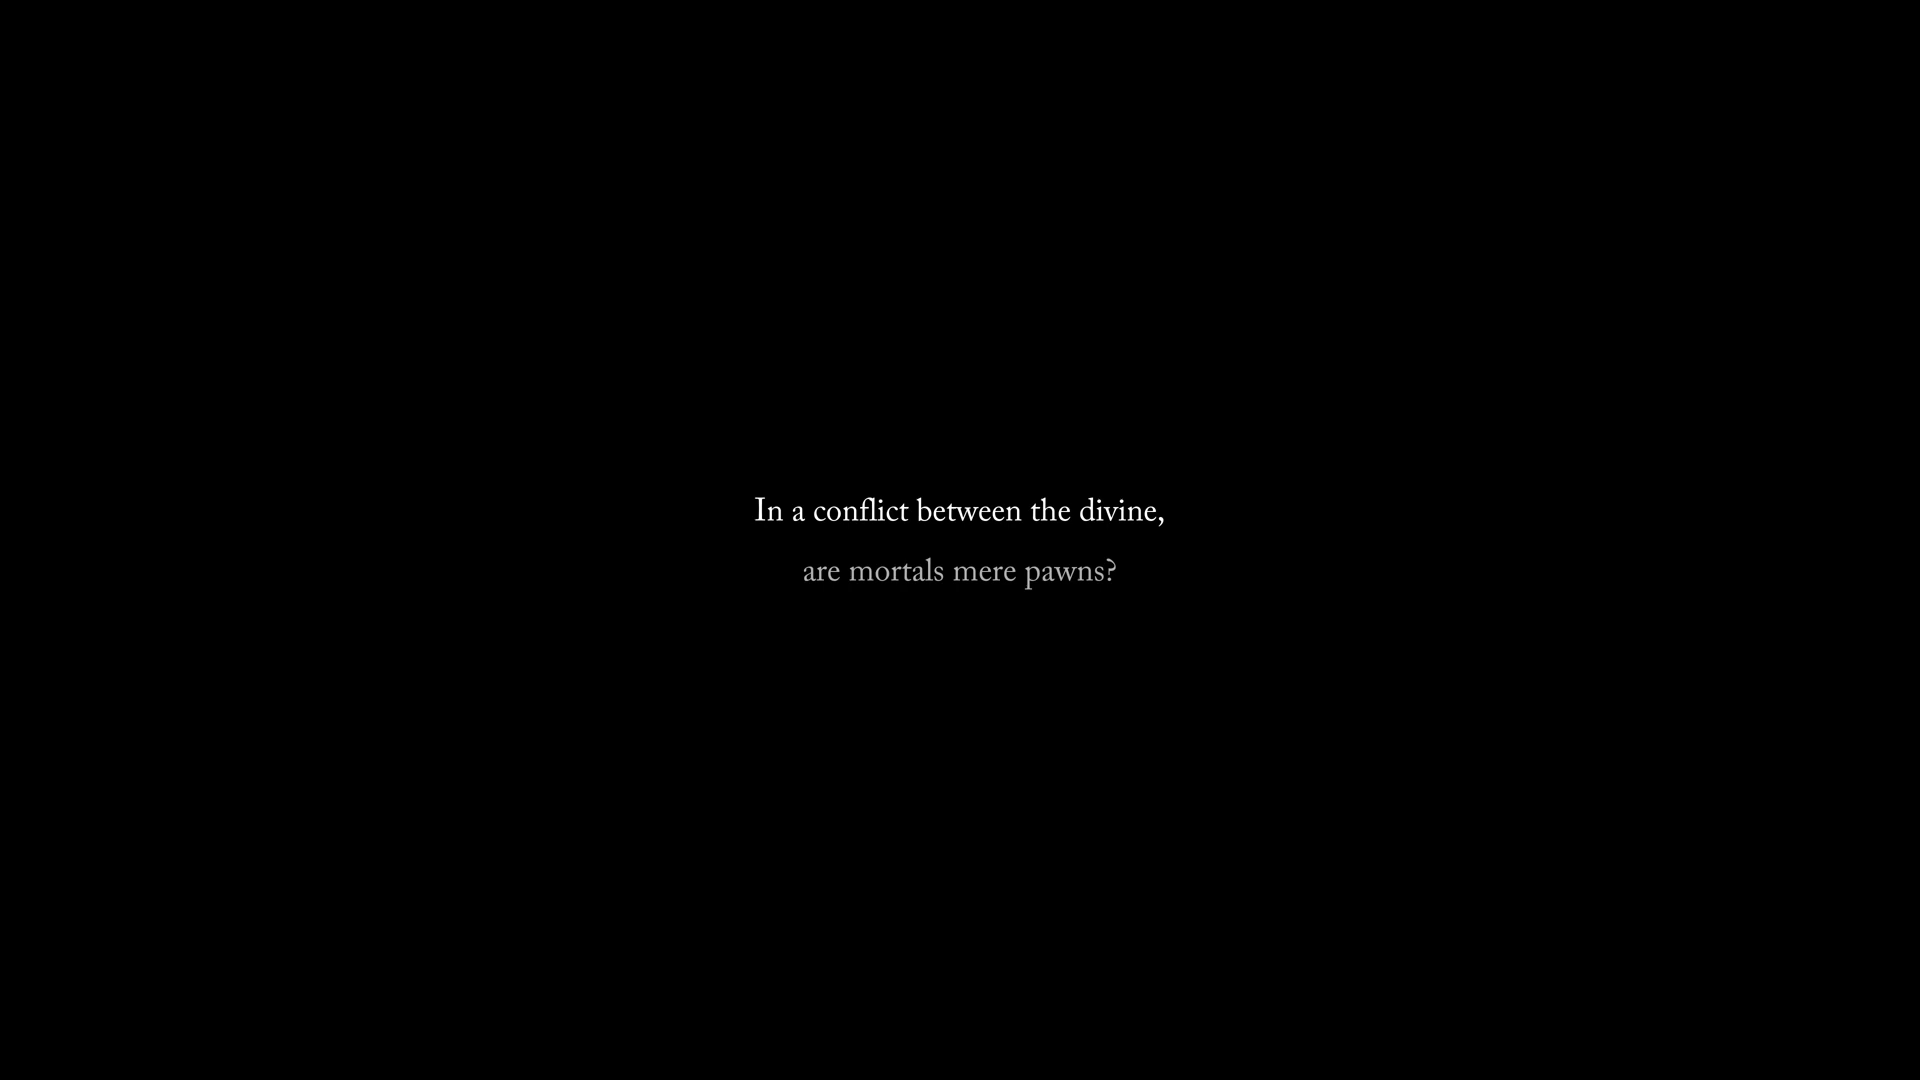 In a conflict between the divine,
are mortals mere pawns?